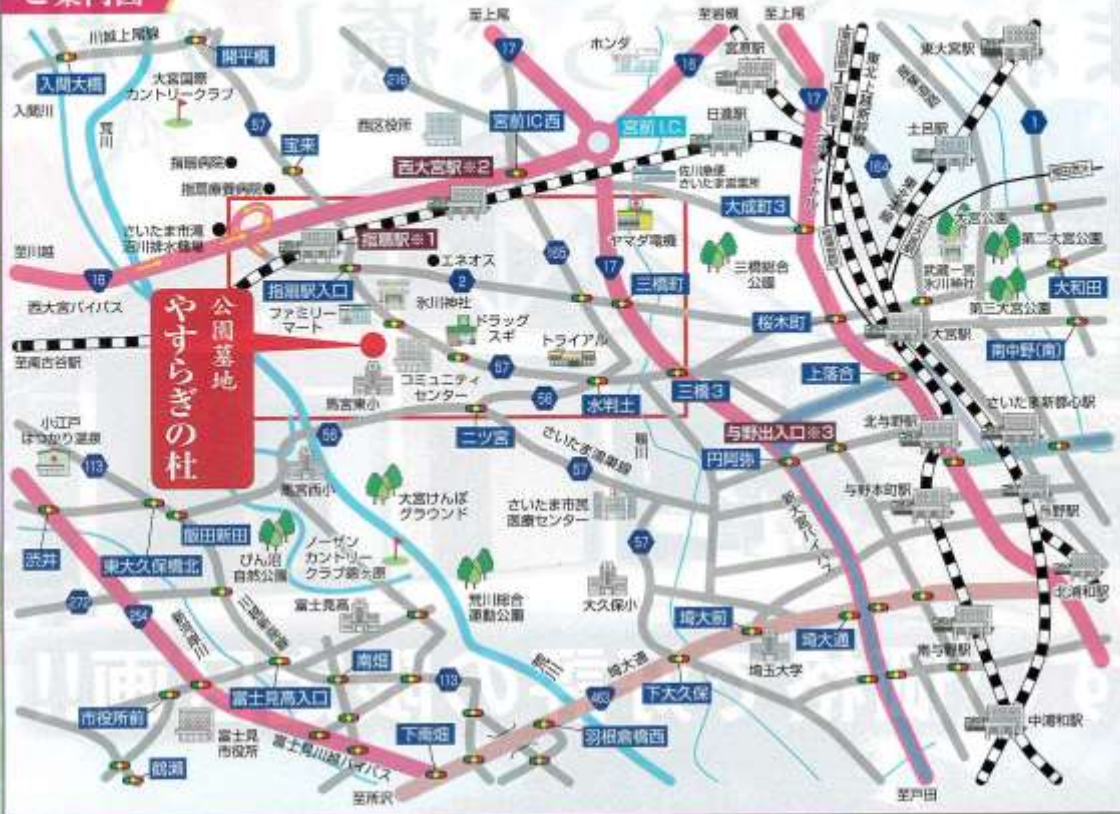 ご案内図
至上尾
至岩槻
至上尾
川越上尾線
開平橋
入間大橋
大宮国際
カントリークラブ
入間川
荒川
57
宝来
指扇病院
指扇療養病院
216
西区役所
17
宮前IC西
ホンダ
16
宮前I.C.
宮原駅
日進駅
佐川急便
さいたま営業所
17
東大宮駅
土呂駅
1
164
西大宮駅※2
大成町3
さいたま市滝
指扇駅※1
エネオス
至川越
16
西大宮バイパス
指扇駅入口
2
165
ヤマダ電機
17
三橋町
三橋総合
公園
大宮公園
第二大宮公園
武蔵一宮
氷川神社
第三大宮公園
大和田
桜木町
大宮駅
南中野(南)
氷川神社
ファミリー
マート
ドラッグ
スギ
トライアル
至南古谷駅
公園墓地
やすらぎの杜
コミュニティ
センター
馬宮東小
57
56
水判土
三橋3
上落合
さいたま新都心駅
北与野駅
与野出入口※3
円阿弥
二ツ宮
さいたま鴻巣線
57
鴨川
さいたま市民
医療センター
与野本町駅
与野駅
新大宮バイパス
小江戸
はつかり温泉
113
56
馬宮西小
大宮けんぽ
グラウンド
渋井
東大久保橋北
飯田新田
びん沼
自然公園
ノーザン
カントリー
クラブ錦ヶ原
57
大久保小
荒川総合
運動公園
272
254
富士見高
北浦和駅
埼大前
埼大通
埼玉大学
南与野駅
富士見高入口
南畑
113
荒川
埼大通
463
下大久保
市役所前
富士見
市役所
富士見川越バイパス
下南畑
羽根倉橋西
中浦和駅
鶴瀬
至所沢
至戸田